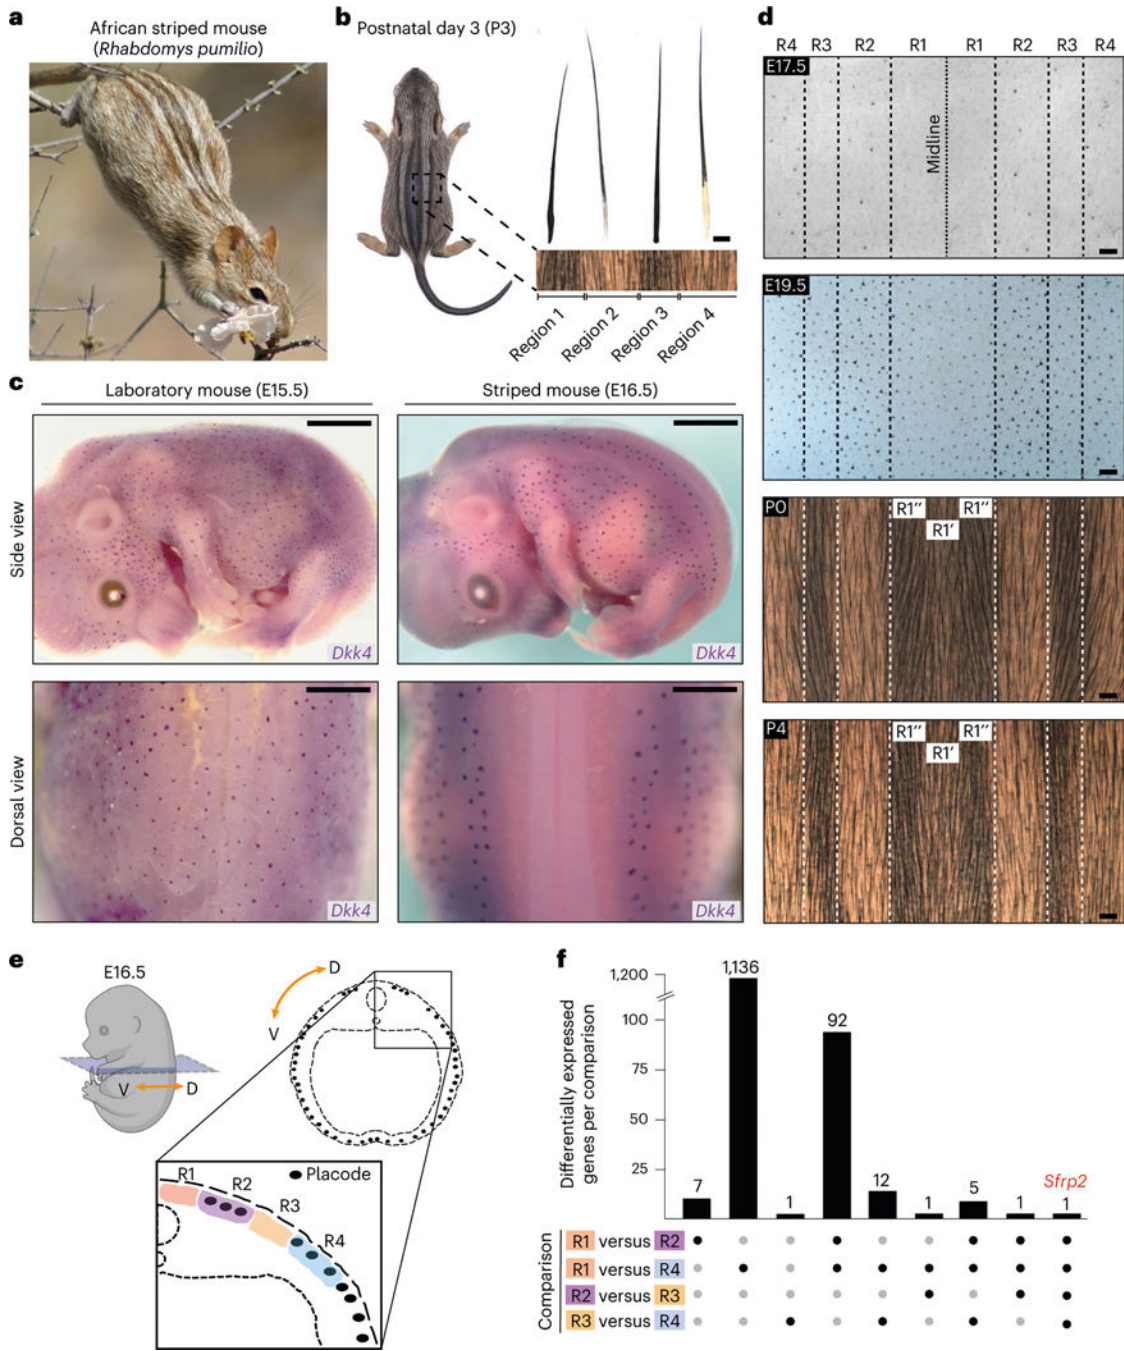 a
African striped mouse
(Rhabdomys pumilio)
b
Postnatal day 3 (P3)
Region 1
Region 2
Region 3
Region 4
c
Laboratory mouse (E15.5)
Striped mouse (E16.5)
Side view
Dkk4
Dkk4
Dorsal view
Dkk4
Dkk4
d
R4 R3 R2 R1 R1 R2 R3 R4
E17.5
Midline
E19.5
P0
R1'' R1''
R1'
P4
R1'' R1''
R1'
e
E16.5
V D
D
V
R1
R2
R3
R4
Placode
f
Differentially expressed
genes per comparison
1,200
100
75
50
25
7
1,136
1
92
12
1
5
1
1
Sfrp2
Comparison
R1 versus R2
R1 versus R4
R2 versus R3
R3 versus R4